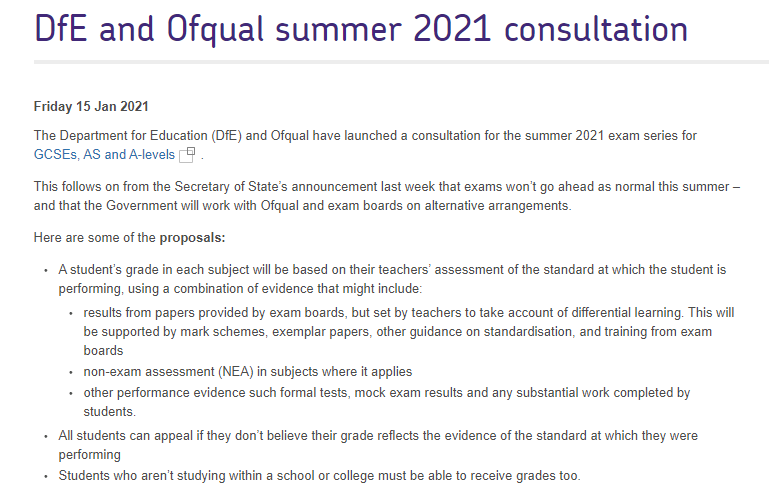 DfE and Ofqual summer 2021 consultation
Friday 15 Jan 2021
The Department for Education (DfE) and Ofqual have launched a consultation for the summer 2021 exam series for
GCSEs, AS and A-levels .
This follows on from the Secretary of State's announcement last week that exams won't go ahead as normal this summer –
and that the Government will work with Ofqual and exam boards on alternative arrangements.
Here are some of the proposals:
• A student's grade in each subject will be based on their teachers' assessment of the standard at which the student is
performing, using a combination of evidence that might include:
• results from papers provided by exam boards, but set by teachers to take account of differential learning. This will
be supported by mark schemes, exemplar papers, other guidance on standardisation, and training from exam
boards
• non-exam assessment (NEA) in subjects where it applies
• other performance evidence such formal tests, mock exam results and any substantial work completed by
students.
• All students can appeal if they don't believe their grade reflects the evidence of the standard at which they were
performing
• Students who aren't studying within a school or college must be able to receive grades too.